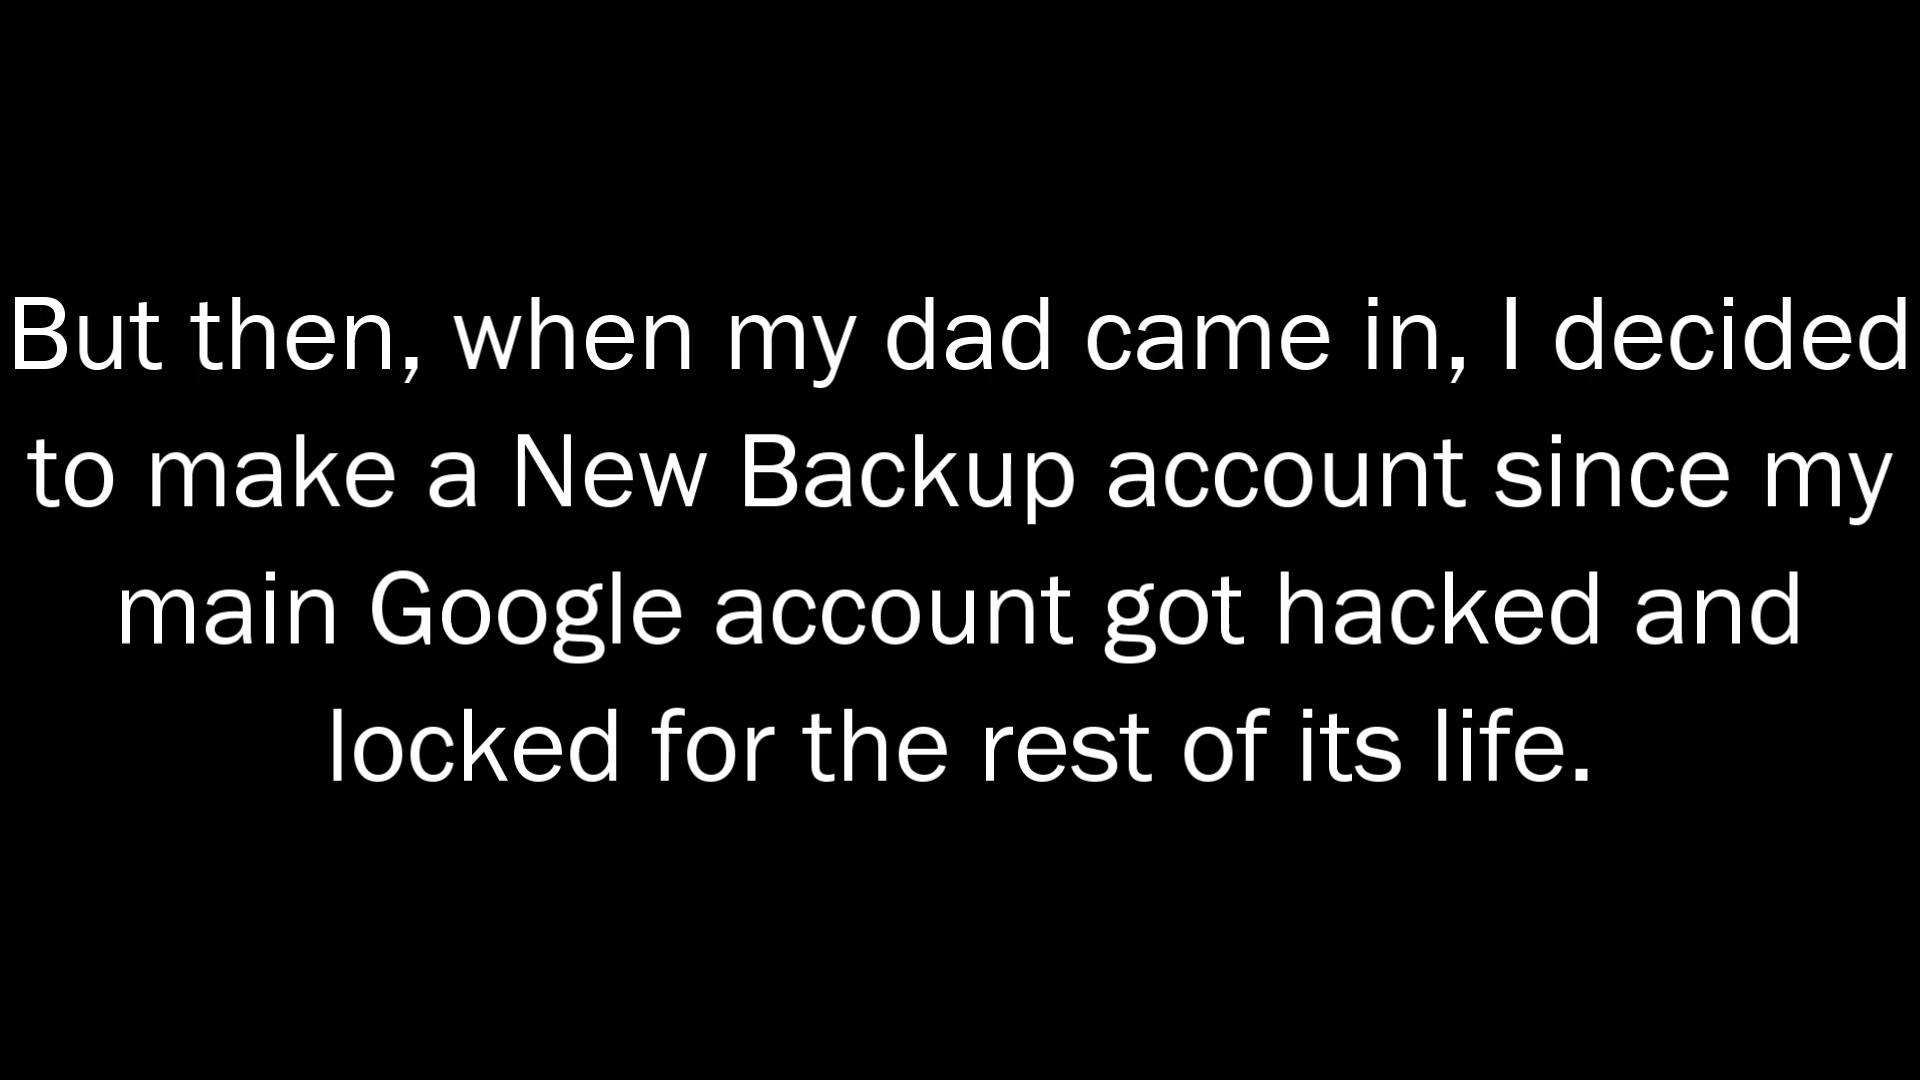 But then, when my dad came in, I decided
to make a New Backup account since my
main Google account got hacked and
locked for the rest of its life.